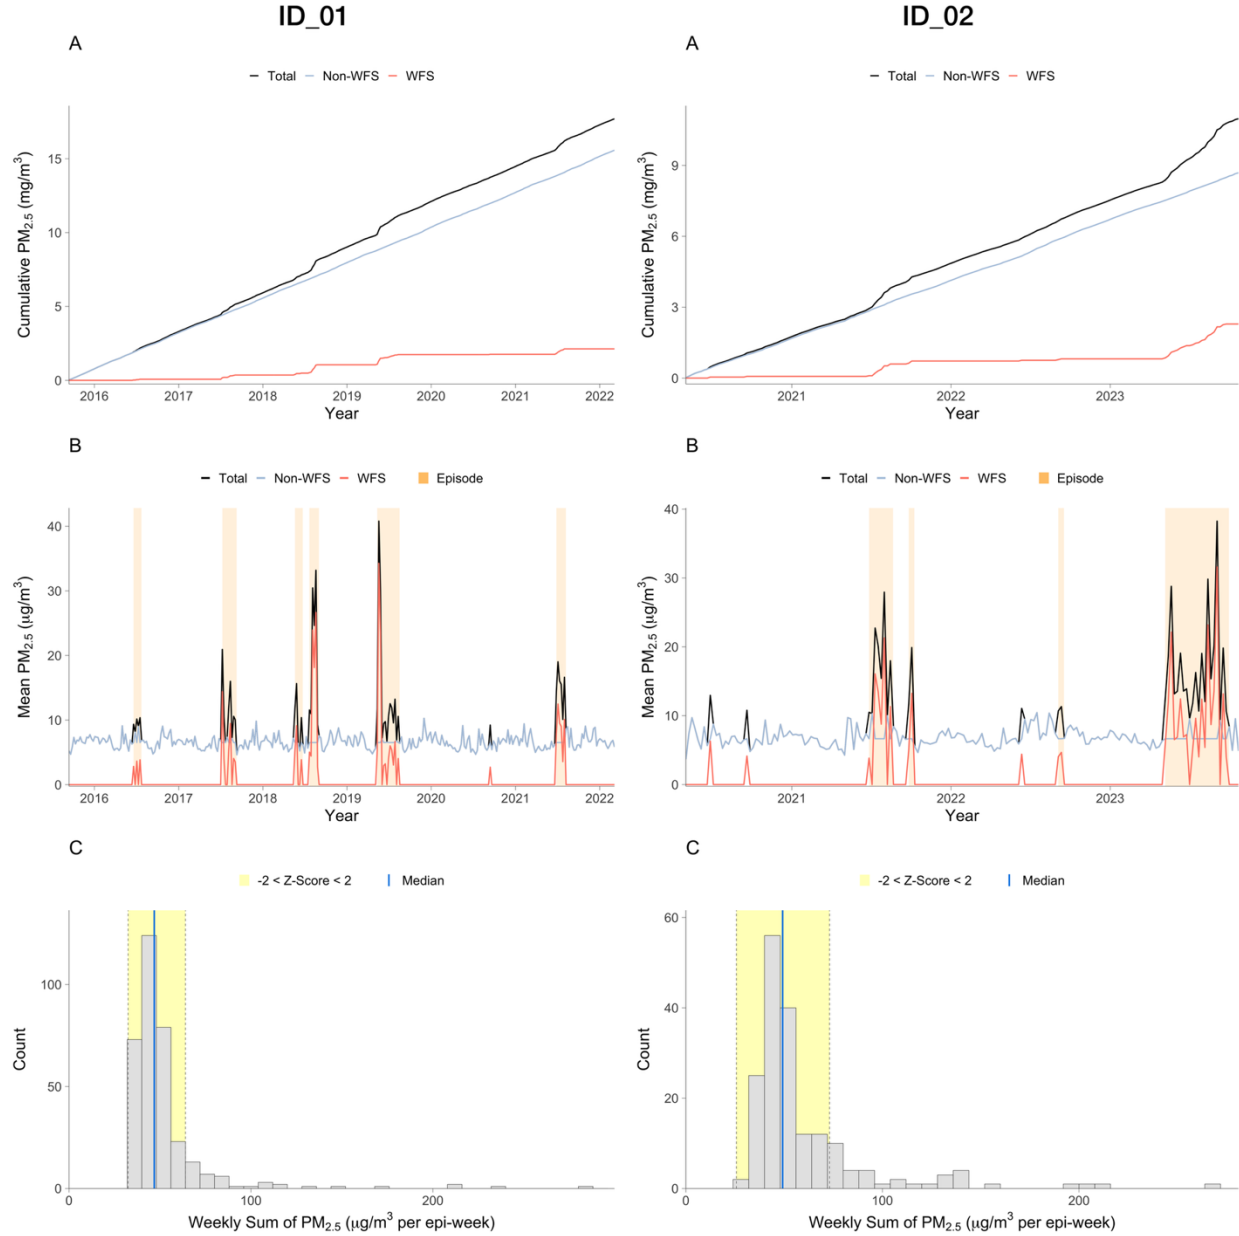 ID_01
A
Total Non-WFS WFS
Cumulative PM2.5 (mg/m3)
15
10
5
0
2016 2017 2018 2019 2020 2021 2022
Year
B
Total Non-WFS WFS Episode
Mean PM2.5 (μg/m3)
40
30
20
10
0
2016 2017 2018 2019 2020 2021 2022
Year
C
-2 < Z-Score < 2 Median
Count
100
50
0
0 100 200
Weekly Sum of PM2.5 (μg/m3 per epi-week)
ID_02
A
Total Non-WFS WFS
Cumulative PM2.5 (mg/m3)
9
6
3
0
2021 2022 2023
Year
B
Total Non-WFS WFS Episode
Mean PM2.5 (μg/m3)
40
30
20
10
0
2021 2022 2023
Year
C
-2 < Z-Score < 2 Median
Count
60
40
20
0
0 100 200
Weekly Sum of PM2.5 (μg/m3 per epi-week)